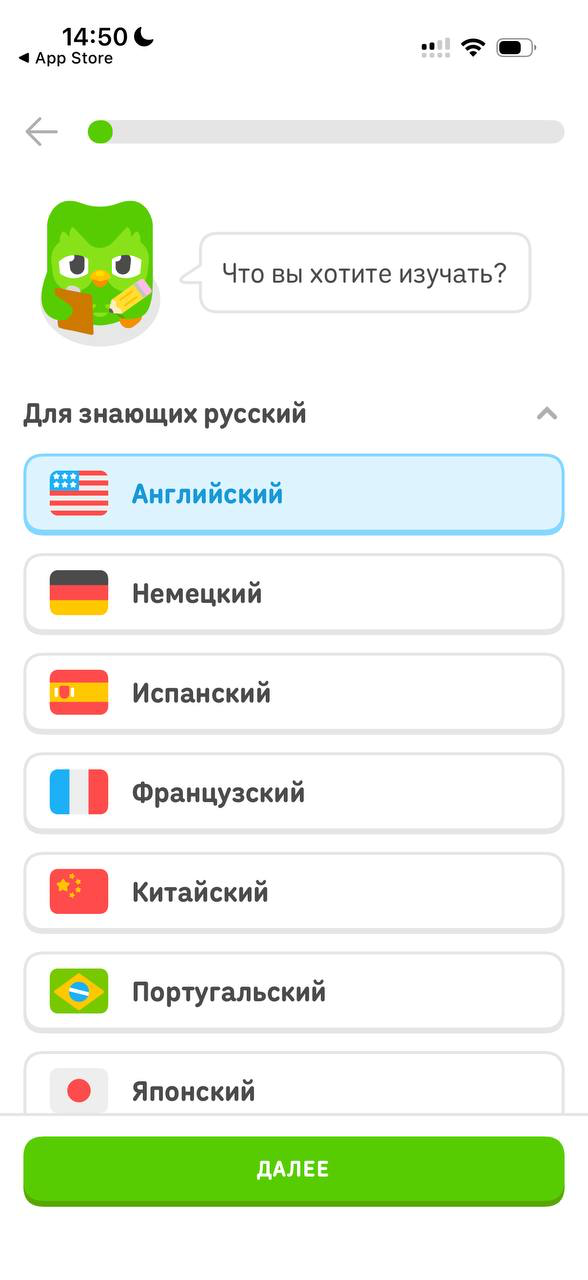 14:50
◀ App Store
Что вы хотите изучать?
Для знающих русский
Английский
Немецкий
Испанский
Французский
Китайский
Португальский
Японский
ДАЛЕЕ